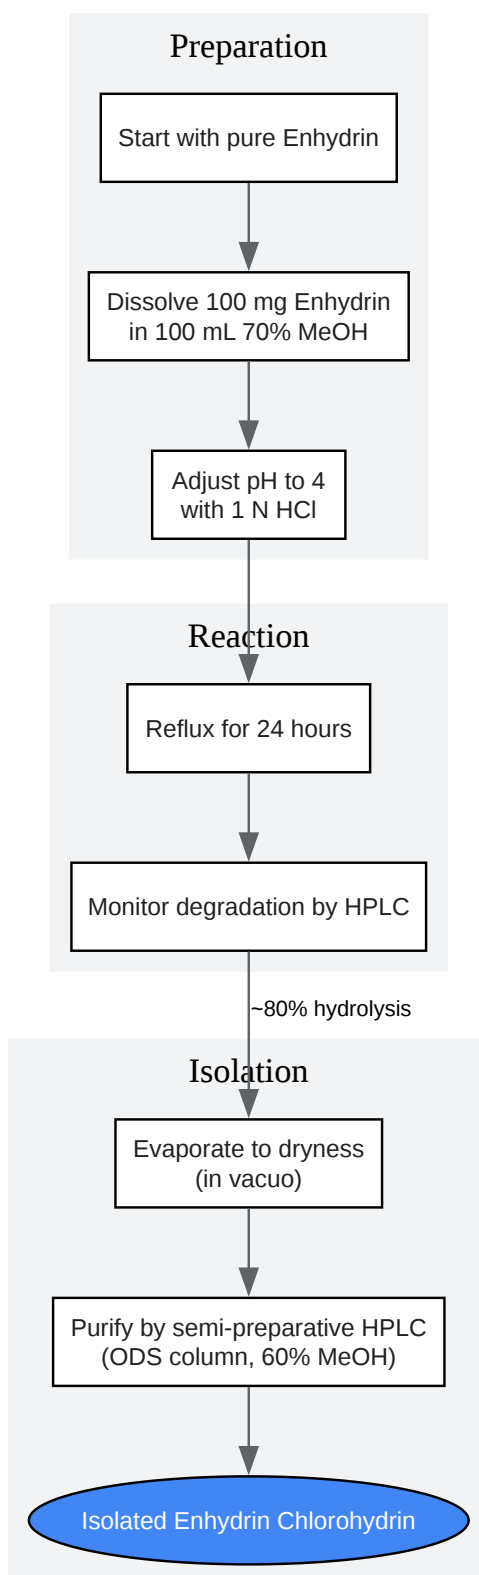 Preparation
Start with pure Enhydrin
Dissolve 100 mg Enhydrin
in 100 mL 70% MeOH
Adjust pH to 4
with 1 N HCl
Reaction
Reflux for 24 hours
Monitor degradation by HPLC
~80% hydrolysis
Isolation
Evaporate to dryness
(in vacuo)
Purify by semi-preparative HPLC
(ODS column, 60% MeOH)
Isolated Enhydrin Chlorohydrin